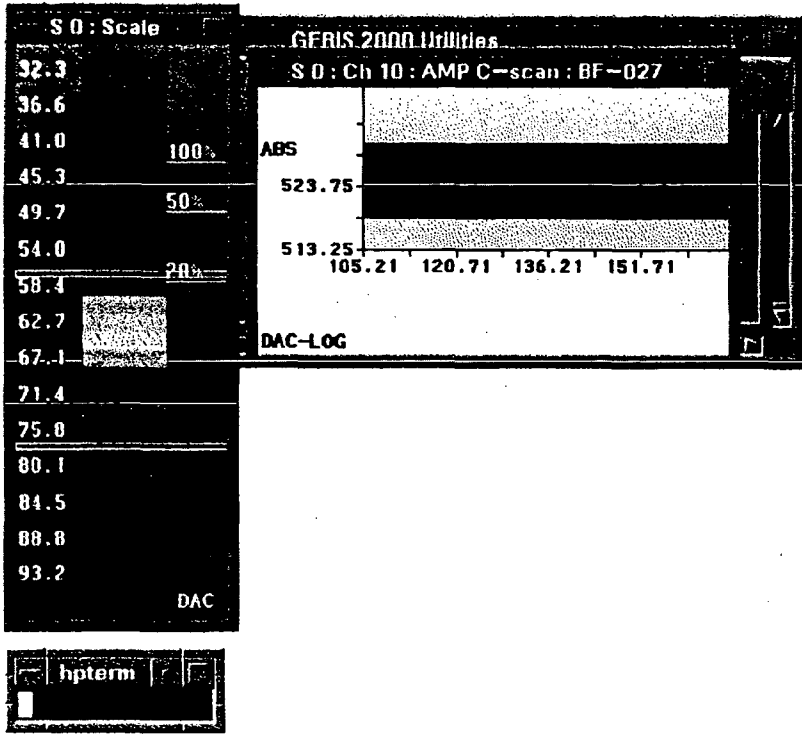 S 0 : Scale
32.3
36.6
41.0
100%
45.3
49.7
50%
54.0
20%
58.4
62.7
67.1
71.4
75.8
80.1
84.5
88.8
93.2
DAC
GERIS 2000 Utilities
S 0 : Ch 10 : AMP C-scan : BF-027
ABS
523.75
513.25
105.21 120.71 136.21 151.71
DAC-LOG
hpterm